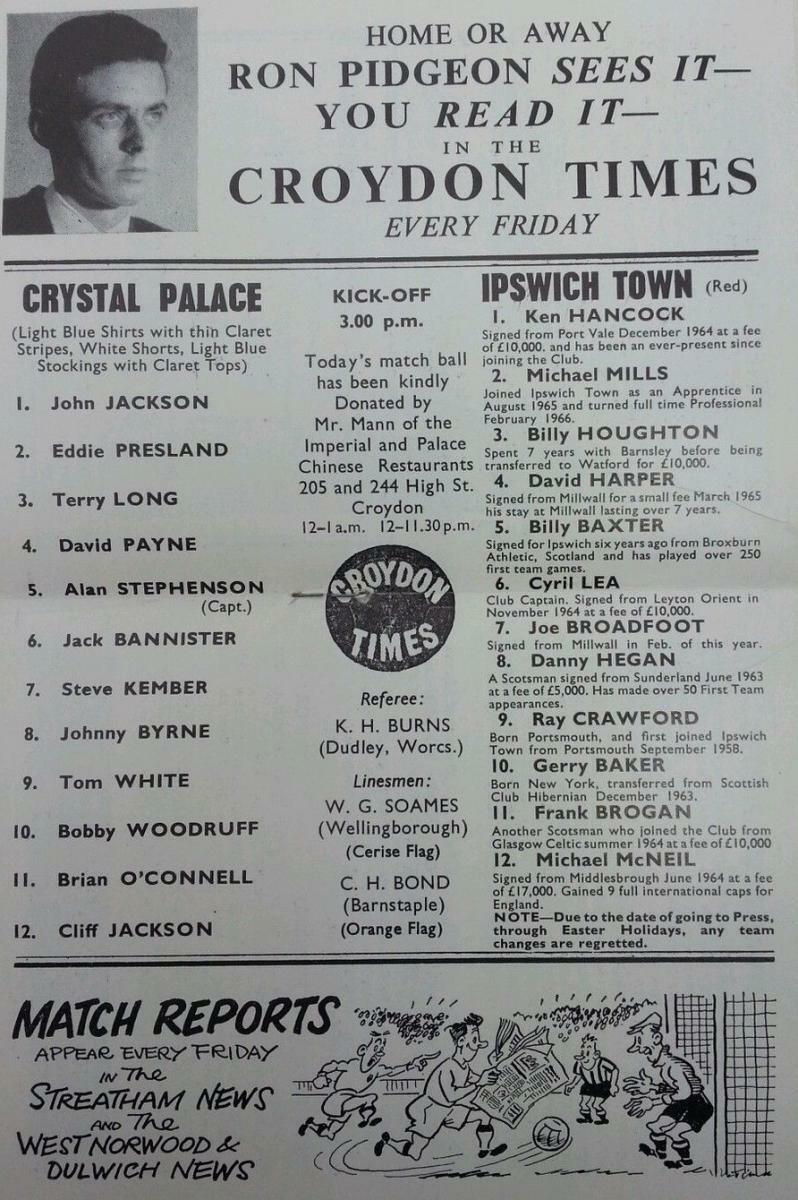 HOME OR AWAY
RON PIDGEON SEES IT—
YOU READ IT—
IN THE
CROYDON TIMES
EVERY FRIDAY
CRYSTAL PALACE
(Light Blue Shirts with thin Claret
Stripes, White Shorts, Light Blue
Stockings with Claret Tops)
1. John JACKSON
2. Eddie PRESLAND
3. Terry LONG
4. David PAYNE
5. Alan STEPHENSON
(Capt.)
6. Jack BANNISTER
7. Steve KEMBER
8. Johnny BYRNE
9. Tom WHITE
10. Bobby WOODRUFF
11. Brian O'CONNELL
12. Cliff JACKSON
KICK-OFF
3.00 p.m.
Today's match ball
has been kindly
Donated by
Mr. Mann of the
Imperial and Palace
Chinese Restaurants
205 and 244 High St.
Croydon
12-1a.m. 12-11.30p.m.
CROYDON
TIMES
Referee:
K. H. BURNS
(Dudley, Worcs.)
Linesmen:
W. G. SOAMES
(Wellingborough)
(Cerise Flag)
C. H. BOND
(Barnstaple)
(Orange Flag)
IPSWICH TOWN (Red)
1. Ken HANCOCK
Signed from Port Vale December 1964 at a fee
of £10,000. and has been an ever-present since
joining the Club.
2. Michael MILLS
Joined Ipswich Town as an Apprentice in
August 1965 and turned full time Professional
February 1966.
3. Billy HOUGHTON
Spent 7 years with Barnsley before being
transferred to Watford for £10,000.
4. David HARPER
Signed from Millwall for a small fee March 1965
his stay at Millwall lasting over 7 years.
5. Billy BAXTER
Signed for Ipswich six years ago from Broxburn
Athletic, Scotland and has played over 250
first team games.
6. Cyril LEA
Club Captain. Signed from Leyton Orient in
November 1964 at a fee of £10,000.
7. Joe BROADFOOT
Signed from Millwall in Feb. of this year.
8. Danny HEGAN
A Scotsman signed from Sunderland June 1963
at a fee of £5,000. Has made over 50 First Team
appearances.
9. Ray CRAWFORD
Born Portsmouth, and first joined Ipswich
Town from Portsmouth September 1958.
10. Gerry BAKER
Born New York, transferred from Scottish
Club Hibernian December 1963.
11. Frank BROGAN
Another Scotsman who joined the Club from
Glasgow Celtic summer 1964 at a fee of £10,000
12. Michael McNEIL
Signed from Middlesbrough June 1964 at a fee
of £17,000. Gained 9 full international caps for
England.
NOTE—Due to the date of going to Press,
through Easter Holidays, any team
changes are regretted.
MATCH REPORTS
APPEAR EVERY FRIDAY
IN The
STREATHAM NEWS
AND The
WEST NORWOOD &
DULWICH NEWS